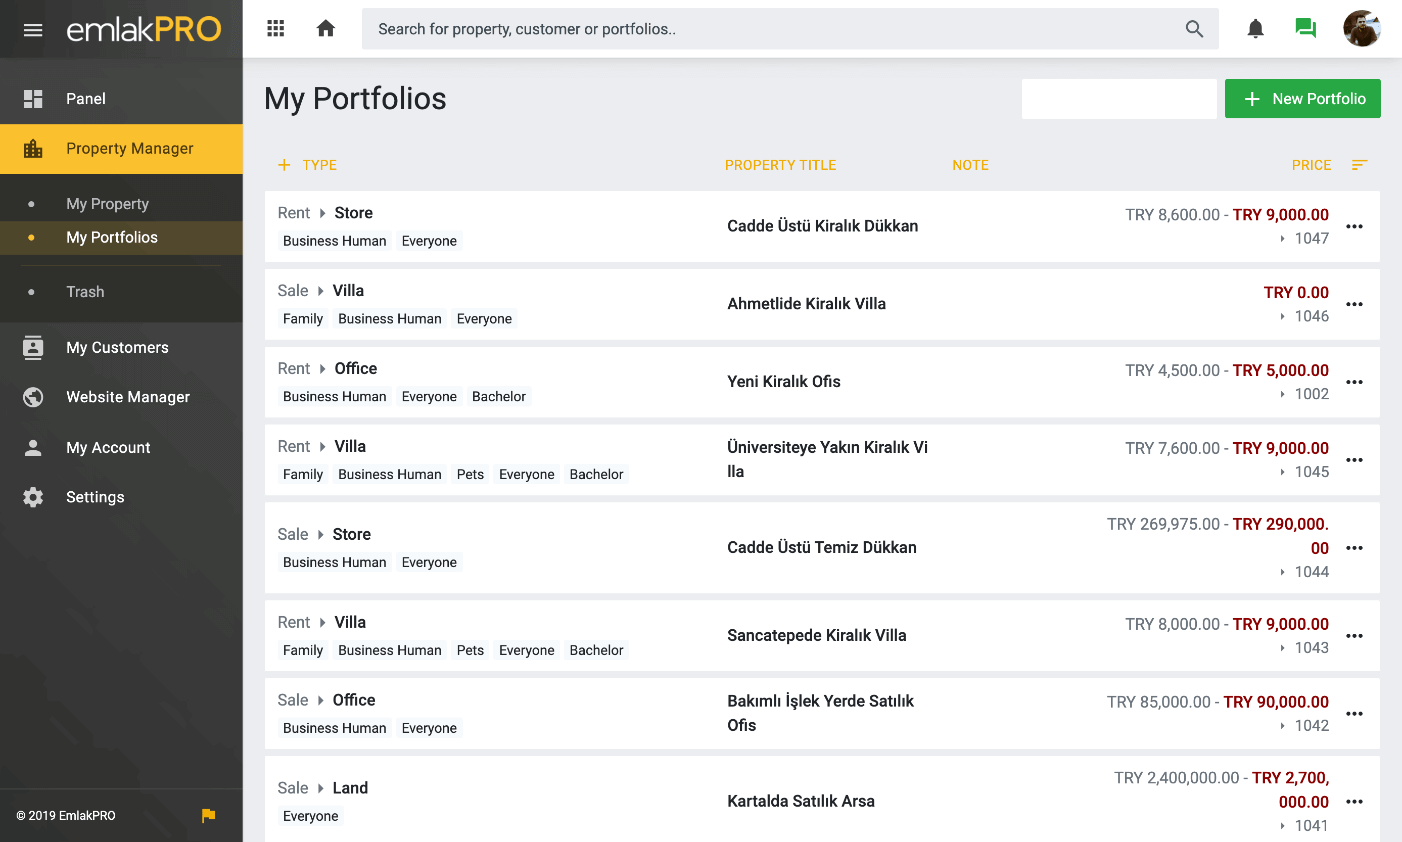 emlakPRO
Search for property, customer or portfolios..
Panel
Property Manager
My Property
My Portfolios
Trash
My Customers
Website Manager
My Account
Settings
© 2019 EmlakPRO
My Portfolios
New Portfolio
TYPE PROPERTY TITLE NOTE PRICE
Rent Store
Business Human Everyone
Cadde Üstü Kiralık Dükkan
TRY 8,600.00 - TRY 9,000.00
1047
Sale Villa
Family Business Human Everyone
Ahmetlide Kiralık Villa
TRY 0.00
1046
Rent Office
Business Human Everyone Bachelor
Yeni Kiralık Ofis
TRY 4,500.00 - TRY 5,000.00
1002
Rent Villa
Family Business Human Pets Everyone Bachelor
Üniversiteye Yakın Kiralık Vi
lla
TRY 7,600.00 - TRY 9,000.00
1045
Sale Store
Business Human Everyone
Cadde Üstü Temiz Dükkan
TRY 269,975.00 - TRY 290,000.
00
1044
Rent Villa
Family Business Human Pets Everyone Bachelor
Sancatepede Kiralık Villa
TRY 8,000.00 - TRY 9,000.00
1043
Sale Office
Business Human Everyone
Bakımlı İşlek Yerde Satılık
Ofis
TRY 85,000.00 - TRY 90,000.00
1042
Sale Land
Everyone
Kartalda Satılık Arsa
TRY 2,400,000.00 - TRY 2,700,
000.00
1041